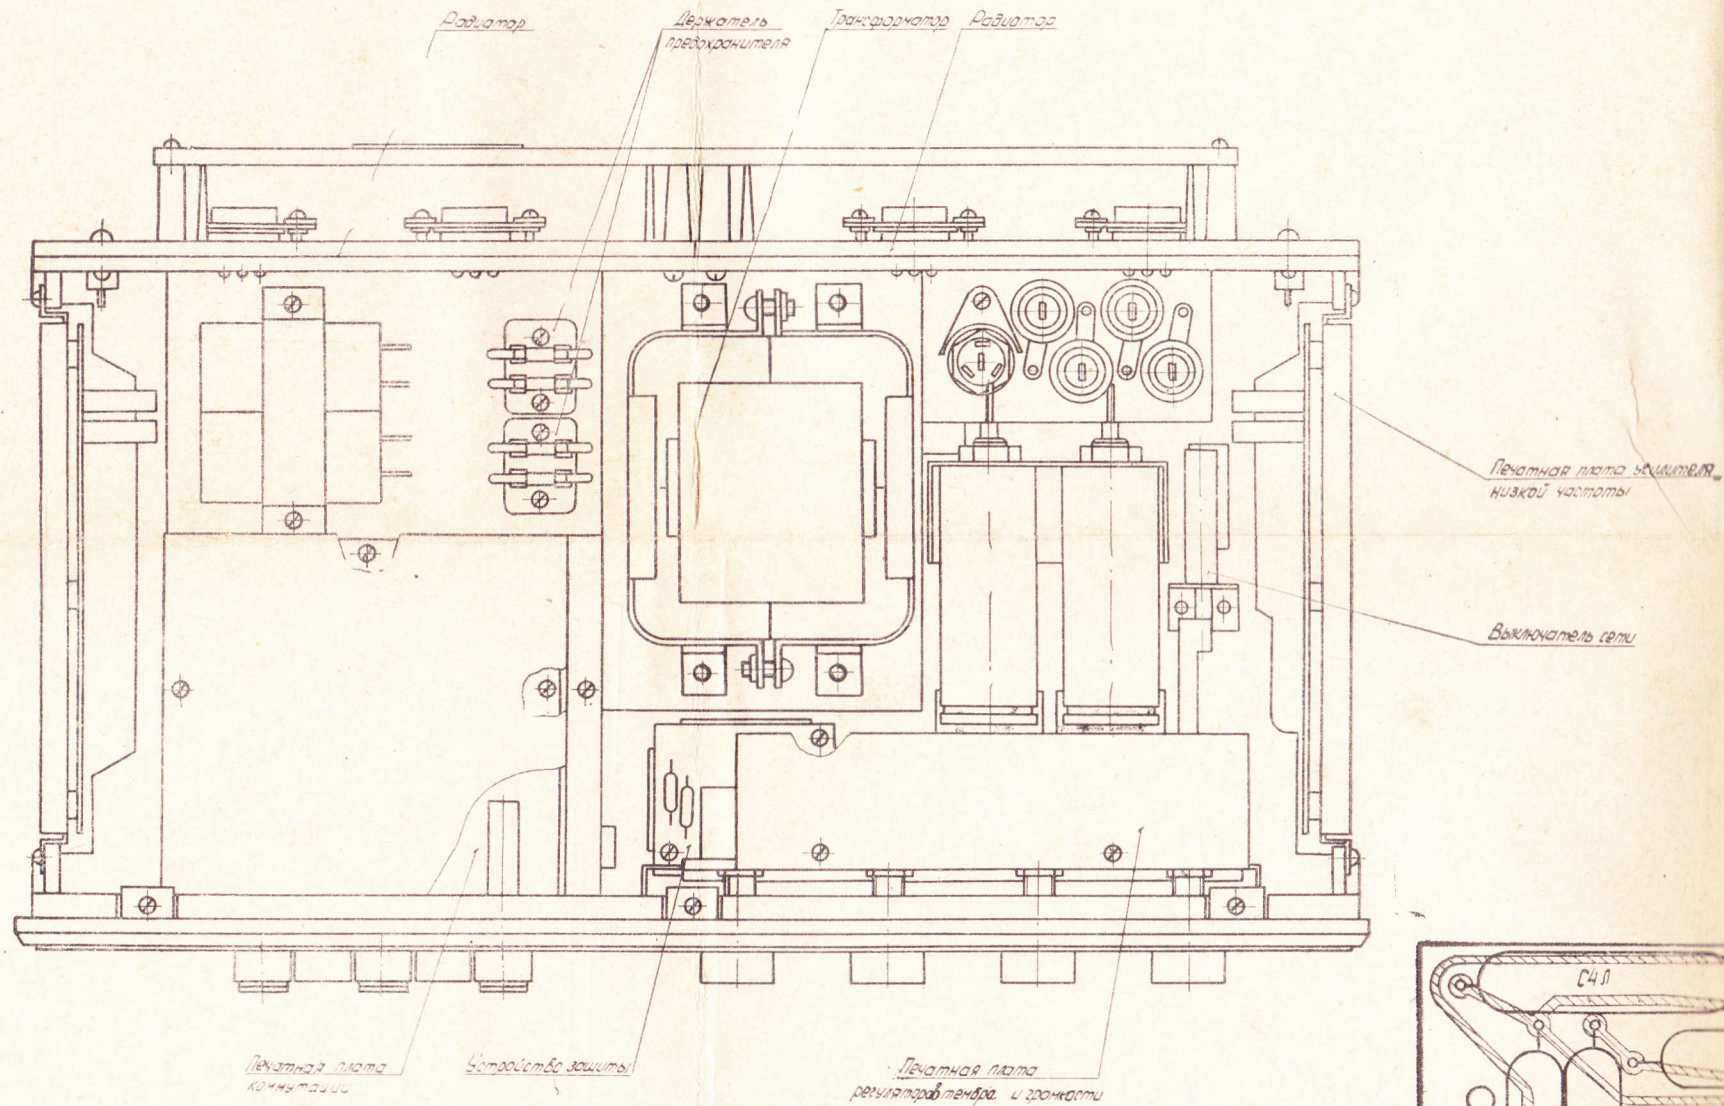 Радиатор
Держатель
предохранителя
Трансформатор
Радиатор
Печатная плата усилителя
низкой частоты
Выключатель сети
С4Л
Печатная плата
коммутации
Устройство защиты
Печатная плата
регуляторов тембра и громкости